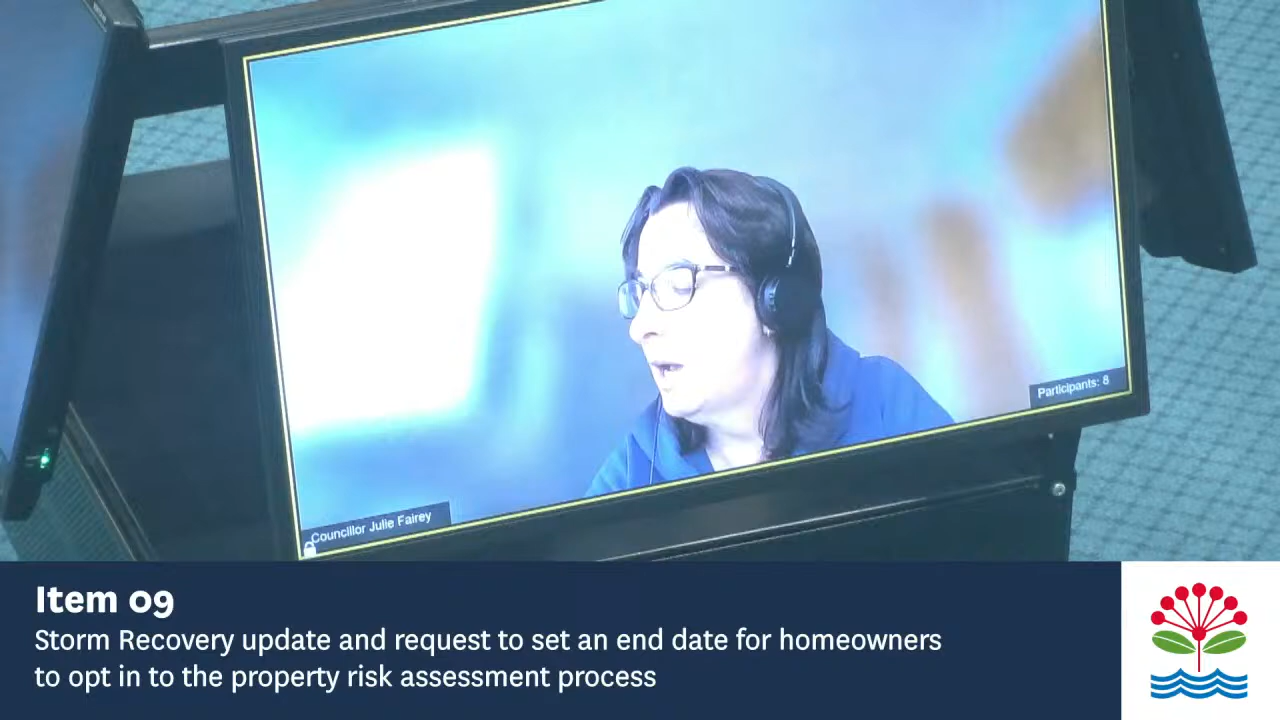 Participants: 8
Councillor Julie Fairey
Item 09
Storm Recovery update and request to set an end date for homeowners
to opt in to the property risk assessment process